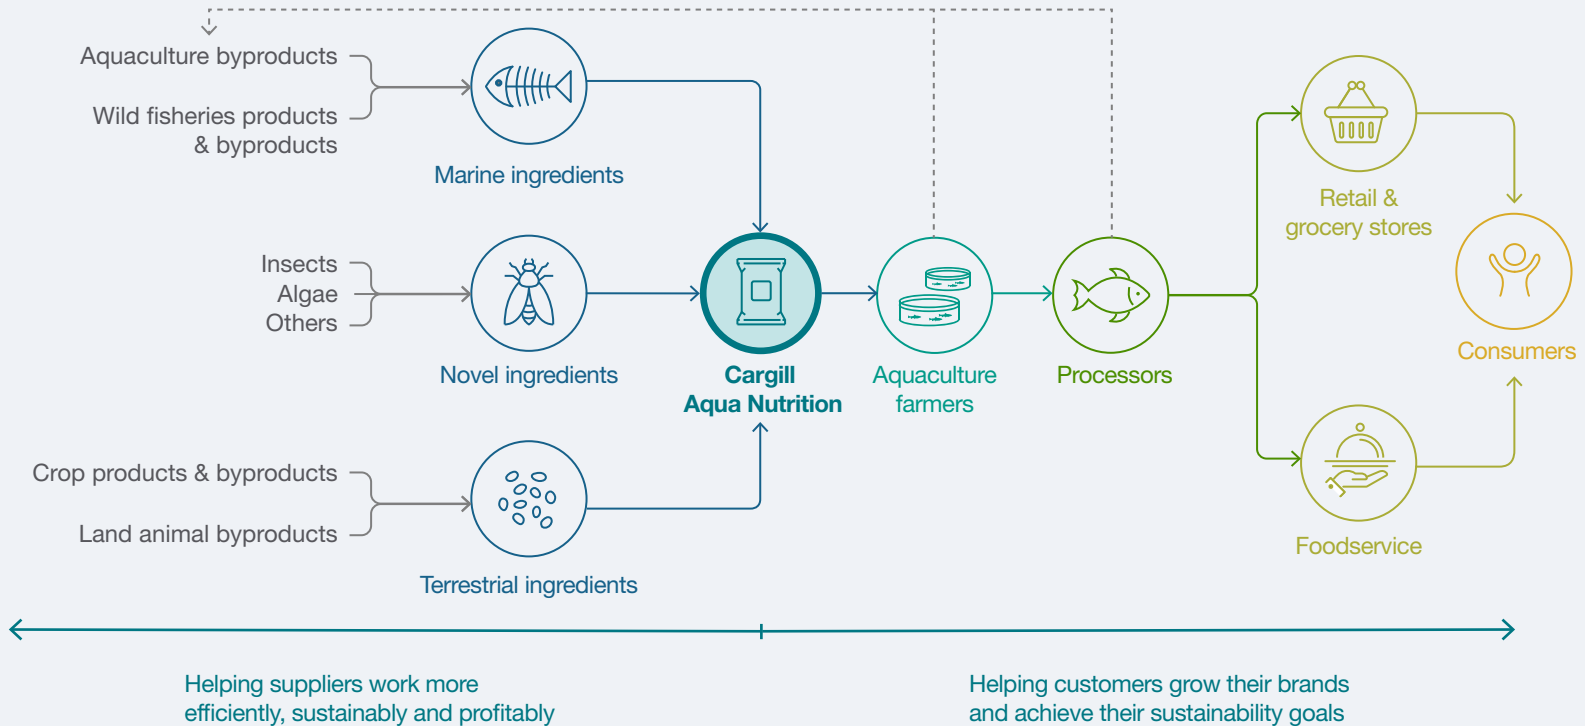 Aquaculture byproducts
Wild fisheries products
& byproducts
Marine ingredients
Insects
Algae
Others
Novel ingredients
Crop products & byproducts
Land animal byproducts
Terrestrial ingredients
Cargill
Aqua Nutrition
Aquaculture
farmers
Processors
Retail &
grocery stores
Foodservice
Consumers
Helping suppliers work more
efficiently, sustainably and profitably
Helping customers grow their brands
and achieve their sustainability goals